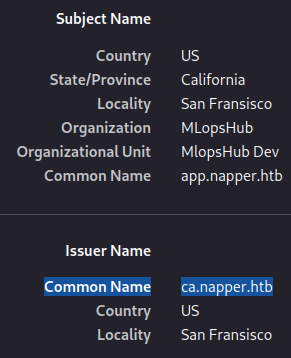 Subject Name
Country US
State/Province California
Locality San Fransisco
Organization MLopsHub
Organizational Unit MlopsHub Dev
Common Name app.napper.htb
Issuer Name
Common Name ca.napper.htb
Country US
Locality San Fransisco